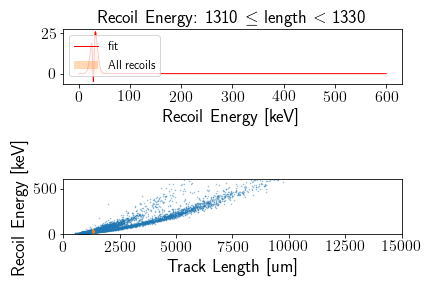 Recoil Energy: 1310 ≤ length < 1330
25
0
fit
All recoils
0 100 200 300 400 500 600
Recoil Energy [keV]
Recoil Energy [keV]
500
0
0 2500 5000 7500 10000 12500 15000
Track Length [um]